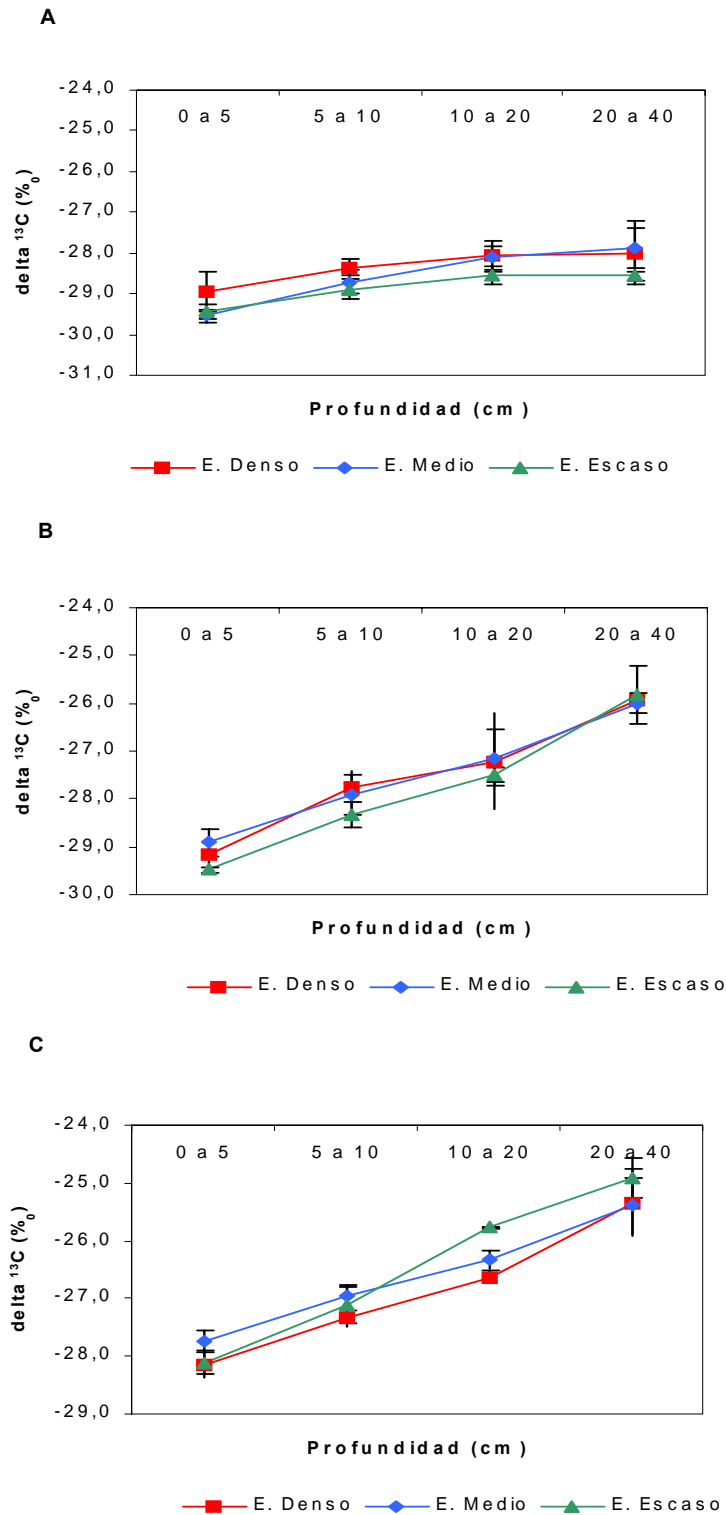 A
-24,0
0 a 5 5 a 10 10 a 20 20 a 40
-25,0
-26,0
-27,0
-28,0
-29,0
-30,0
-31,0
delta ¹³C (%₀)
Profundidad (cm)
E. Denso E. Medio E. Escaso
B
-24,0
0 a 5 5 a 10 10 a 20 20 a 40
-25,0
-26,0
-27,0
-28,0
-29,0
-30,0
delta ¹³C (%₀)
Profundidad (cm)
E. Denso E. Medio E. Escaso
C
-24,0
0 a 5 5 a 10 10 a 20 20 a 40
-25,0
-26,0
-27,0
-28,0
-29,0
delta ¹³C (%₀)
Profundidad (cm)
E. Denso E. Medio E. Escaso